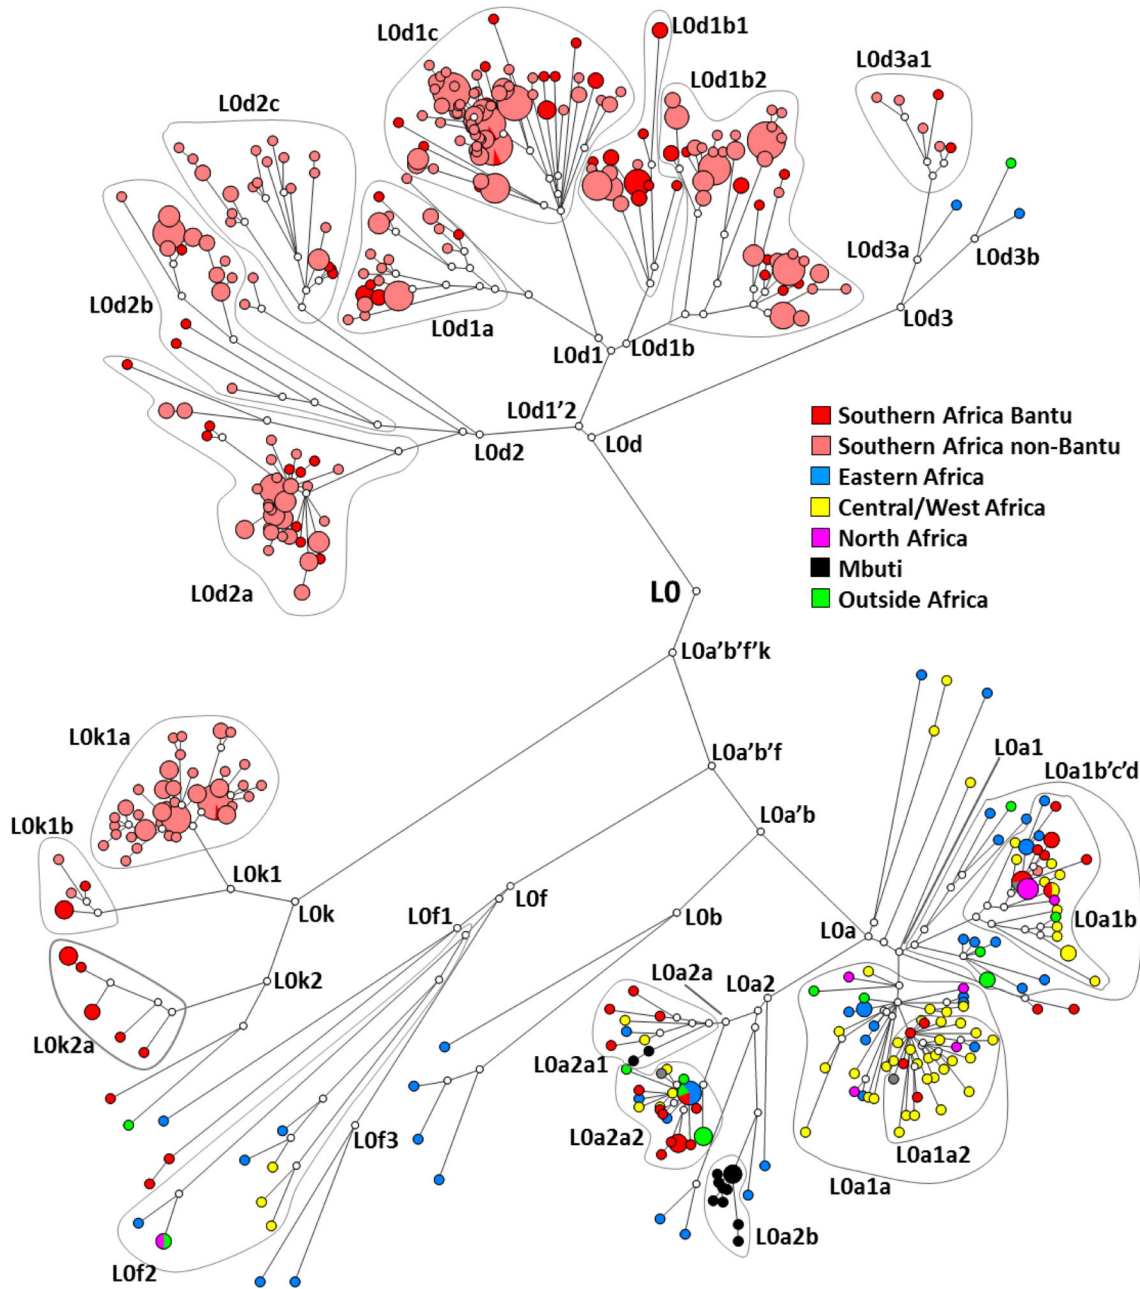 L0d1c
L0d1b1
L0d1b2
L0d3a1
L0d2c
L0d2b
L0d1a
L0d3a
L0d3b
L0d3
L0d1
L0d1b
L0d1'2
L0d2
L0d
L0d2a
Southern Africa Bantu
Southern Africa non-Bantu
Eastern Africa
Central/West Africa
North Africa
Mbuti
Outside Africa
L0
L0a'b'f'k
L0k1a
L0a'b'f
L0a1
L0a1b'c'd
L0k1b
L0a'b
L0k1
L0k
L0f
L0f1
L0b
L0a
L0a1b
L0k2
L0a2a
L0a2
L0k2a
L0a2a1
L0f3
L0a2a2
L0a1a2
L0a1a
L0a2b
L0f2